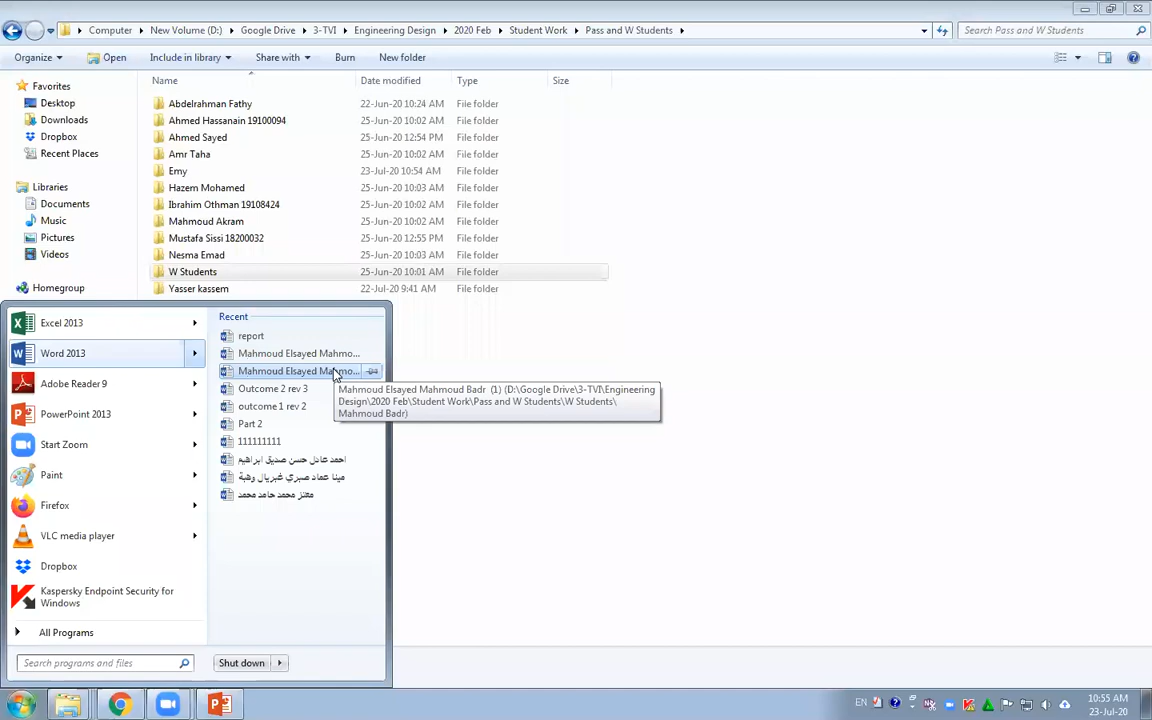 Computer New Volume (D:) Google Drive 3-TVI Engineering Design 2020 Feb Student Work Pass and W Students Search Pass and W Students
Organize Open Include in library Share with Burn New folder
Name Date modified Type Size
Favorites
Desktop
Downloads
Dropbox
Recent Places
Libraries
Documents
Music
Pictures
Videos
Homegroup
Abdelrahman Fathy 22-Jun-20 10:24 AM File folder
Ahmed Hassanain 19100094 25-Jun-20 10:02 AM File folder
Ahmed Sayed 25-Jun-20 12:54 PM File folder
Amr Taha 25-Jun-20 10:02 AM File folder
Emy 23-Jul-20 10:54 AM File folder
Hazem Mohamed 25-Jun-20 10:03 AM File folder
Ibrahim Othman 19108424 25-Jun-20 10:02 AM File folder
Mahmoud Akram 25-Jun-20 10:02 AM File folder
Mustafa Sissi 18200032 25-Jun-20 12:55 PM File folder
Nesma Emad 25-Jun-20 10:03 AM File folder
W Students 25-Jun-20 10:01 AM File folder
Yasser kassem 22-Jul-20 9:41 AM File folder
Excel 2013
Word 2013
Adobe Reader 9
PowerPoint 2013
Start Zoom
Paint
Firefox
VLC media player
Dropbox
Kaspersky Endpoint Security for
Windows
All Programs
Search programs and files
Recent
report
Mahmoud Elsayed Mahmo...
Mahmoud Elsayed Mahmo...
Outcome 2 rev 3
outcome 1 rev 2
Part 2
111111111
احمد عادل حسن صديق ابراهيم
مينا عماد صبري غبريال وهبة
معتز محمد حامد محمد
Shut down
Mahmoud Elsayed Mahmoud Badr (1) (D:\Google Drive\3-TVI\Engineering
Design\2020 Feb\Student Work\Pass and W Students\W Students\
Mahmoud Badr)
EN
10:55 AM
23-Jul-20